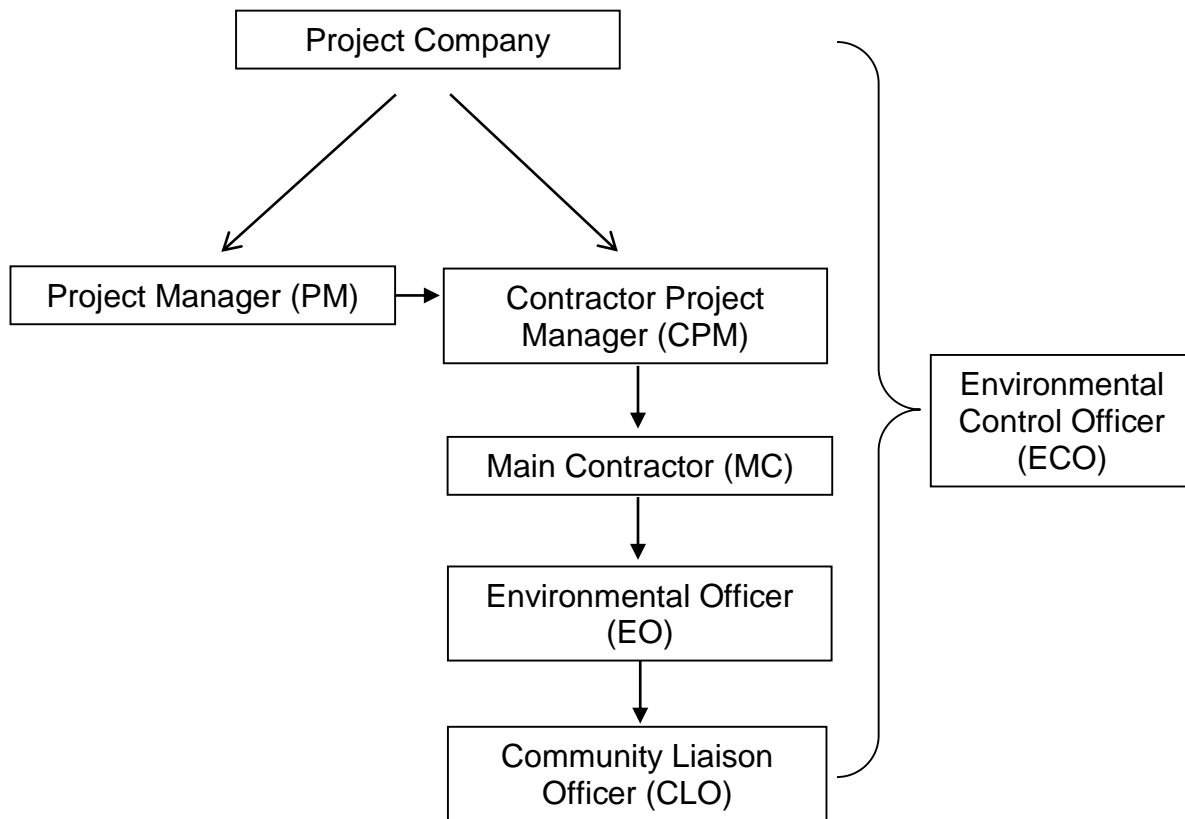 Project Company
Project Manager (PM)
Contractor Project
Manager (CPM)
Main Contractor (MC)
Environmental Officer
(EO)
Community Liaison
Officer (CLO)
Environmental
Control Officer
(ECO)